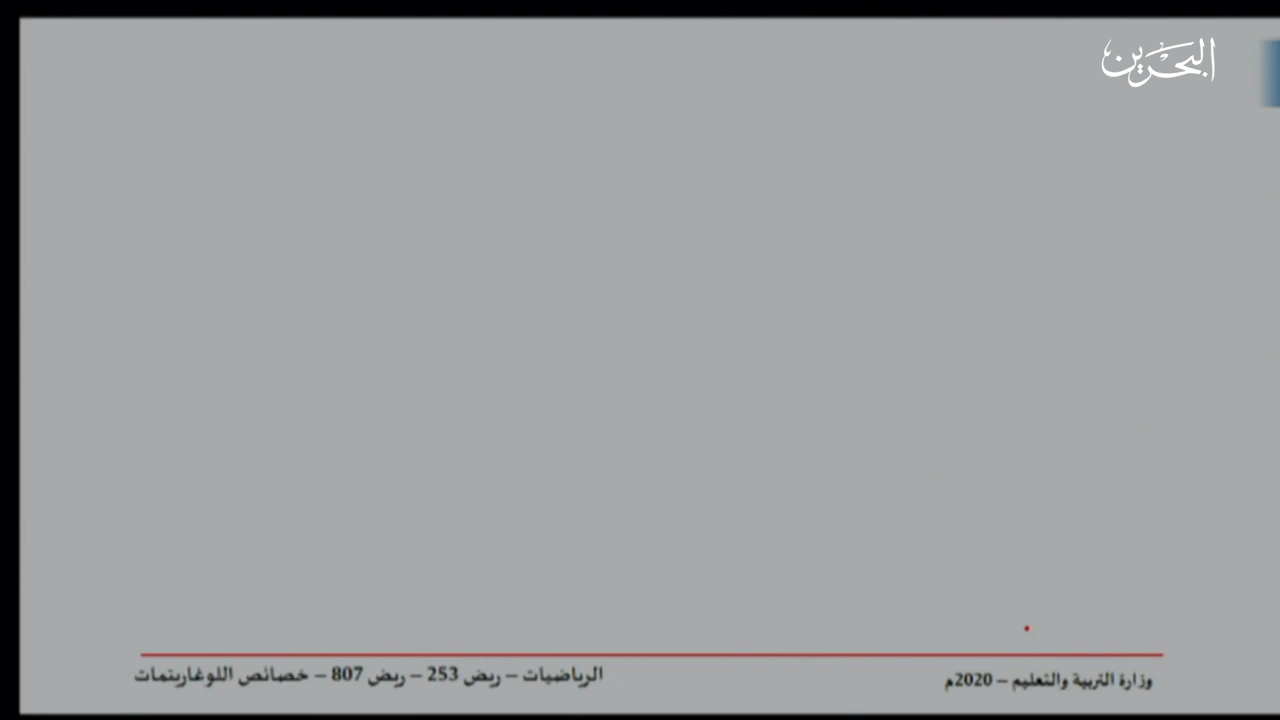 البحرين
وزارة التربية والتعليم – 2020م
الرياضيات – ريض 253 – ريض 807 – خصائص اللوغاريتمات